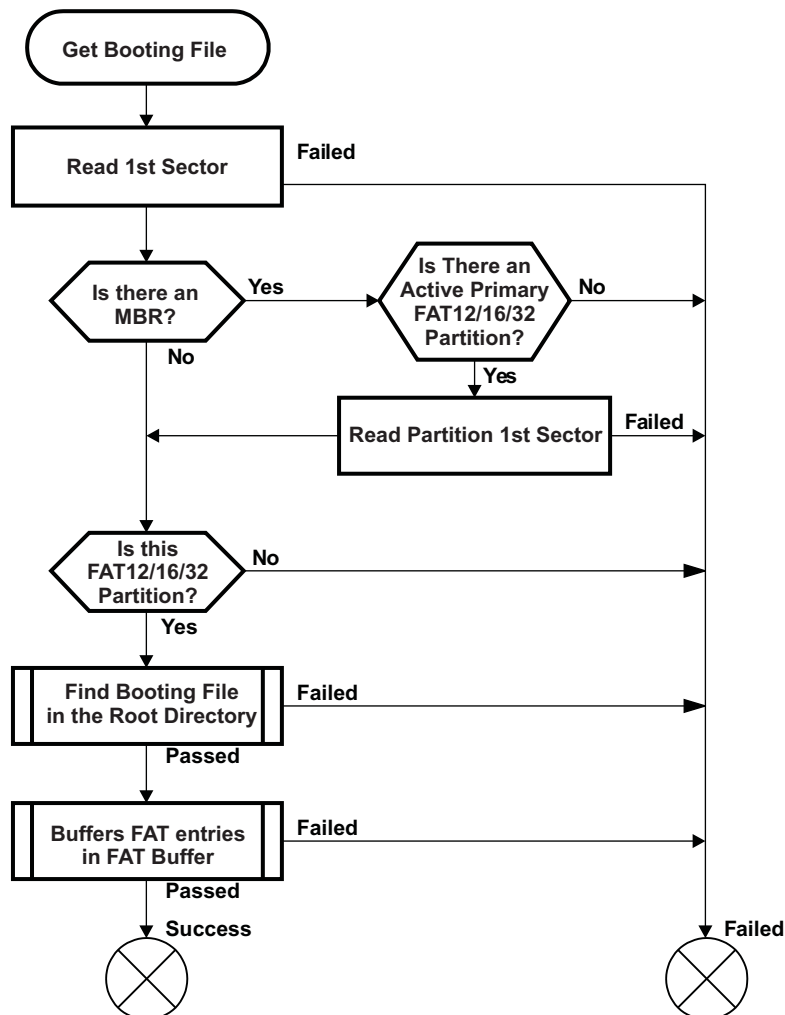 Get Booting File
Read 1st Sector
Failed
Is there an
MBR?
Yes
No
Is There an
Active Primary
FAT12/16/32
Partition?
No
Yes
Read Partition 1st Sector
Failed
Is this
FAT12/16/32
Partition?
No
Yes
Find Booting File
in the Root Directory
Failed
Passed
Buffers FAT entries
in FAT Buffer
Failed
Passed
Success
Failed